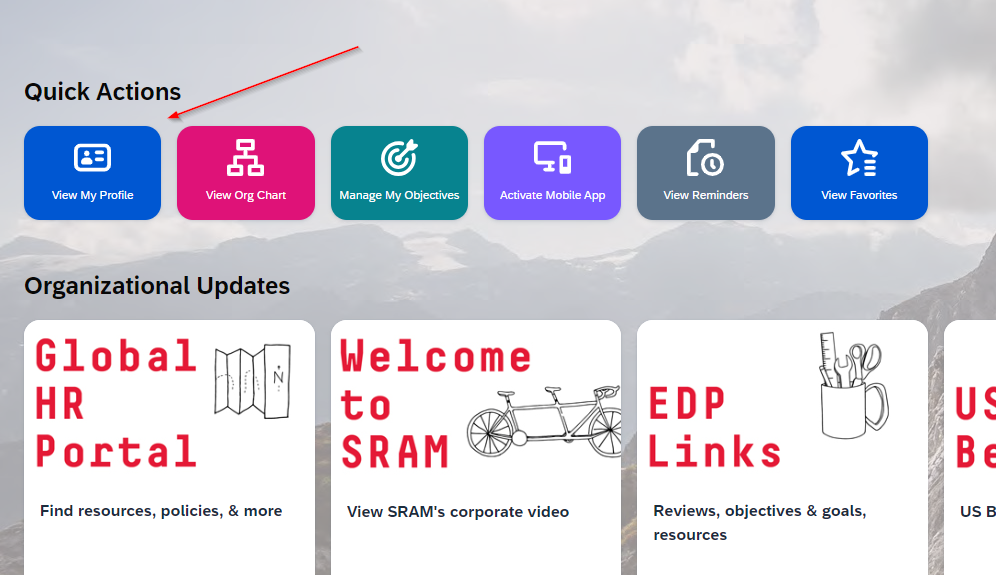 Quick Actions
View My Profile
View Org Chart
Manage My Objectives
Activate Mobile App
View Reminders
View Favorites
Organizational Updates
Global
HR
Portal
N
Find resources, policies, & more
Welcome
to
SRAM
View SRAM's corporate video
EDP
Links
Reviews, objectives & goals,
resources
US
Be
US B